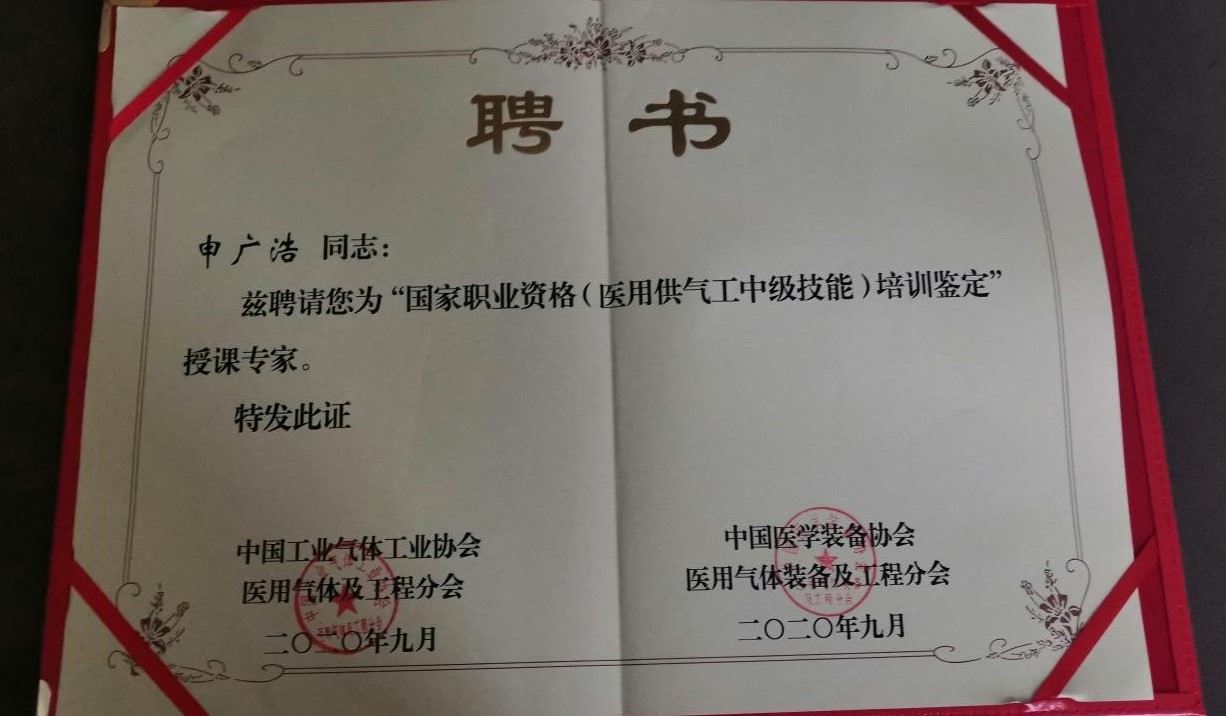 聘书
申广浩 同志：
兹聘请您为“国家职业资格（医用供气工中级技能）培训鉴定”
授课专家。
特发此证
中国工业气体工业协会
医用气体及工程分会
二〇二〇年九月
中国医学装备协会
医用气体装备及工程分会
二〇二〇年九月